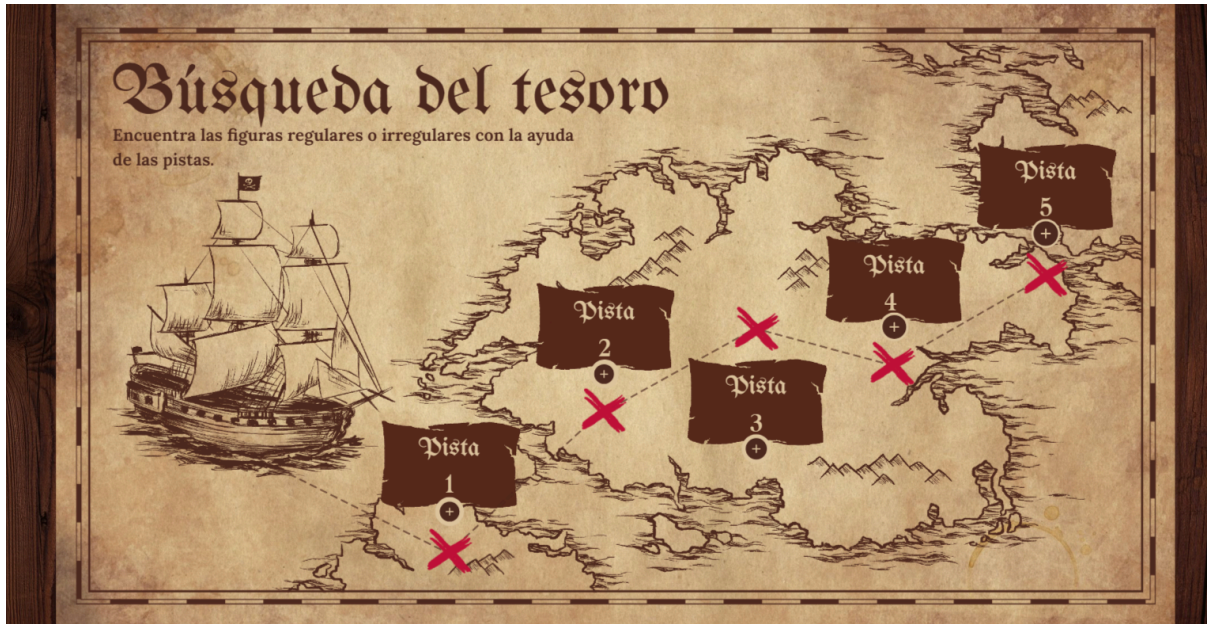 Búsqueda del tesoro
Encuentra las figuras regulares o irregulares con la ayuda
de las pistas.
Pista
1
Pista
2
Pista
3
Pista
4
Pista
5